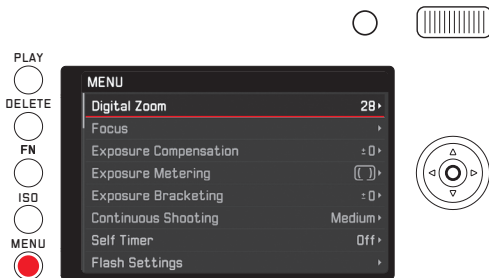 PLAY
DELETE
FN
ISO
MENU
MENU
Digital Zoom 28
Focus
Exposure Compensation ±0
Exposure Metering
Exposure Bracketing ±0
Continuous Shooting Medium
Self Timer Off
Flash Settings